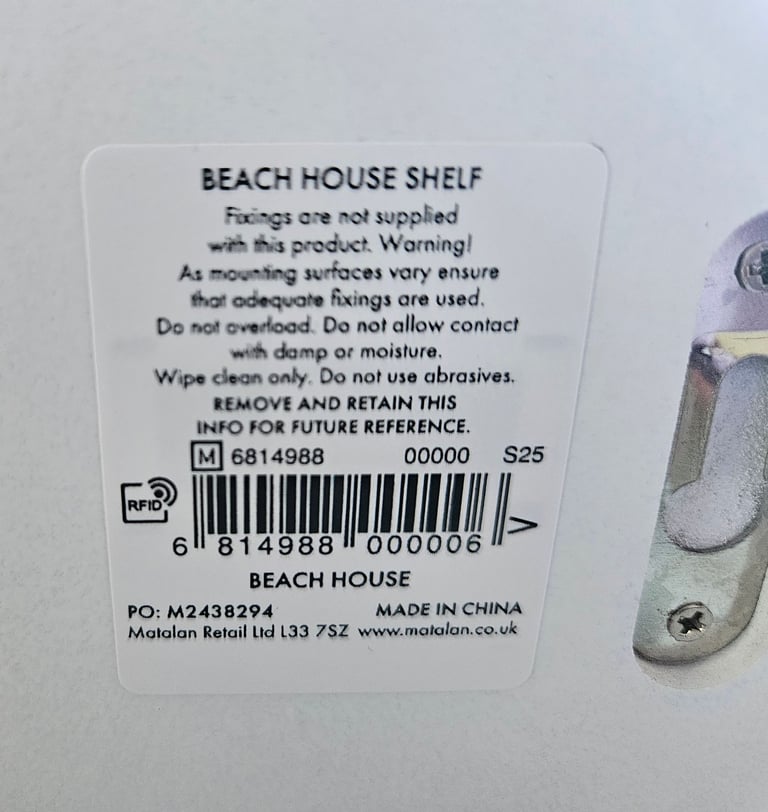 BEACH HOUSE SHELF
Fixings are not supplied
with this product. Warning!
As mounting surfaces vary ensure
that adequate fixings are used.
Do not overload. Do not allow contact
with damp or moisture.
Wipe clean only. Do not use abrasives.
REMOVE AND RETAIN THIS
INFO FOR FUTURE REFERENCE.
M 6814988 00000 S25
RFID
6 814988 000006 >
BEACH HOUSE
PO: M2438294 MADE IN CHINA
Matalan Retail Ltd L33 7SZ www.matalan.co.uk